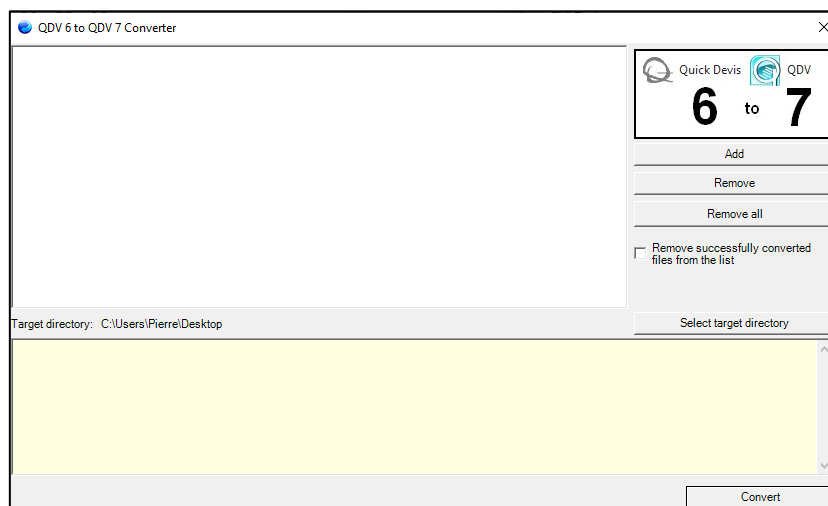 QDV 6 to QDV 7 Converter
Quick Devis QDV
6 to 7
Add
Remove
Remove all
Remove successfully converted
files from the list
Target directory: C:\Users\Pierre\Desktop
Select target directory
Convert